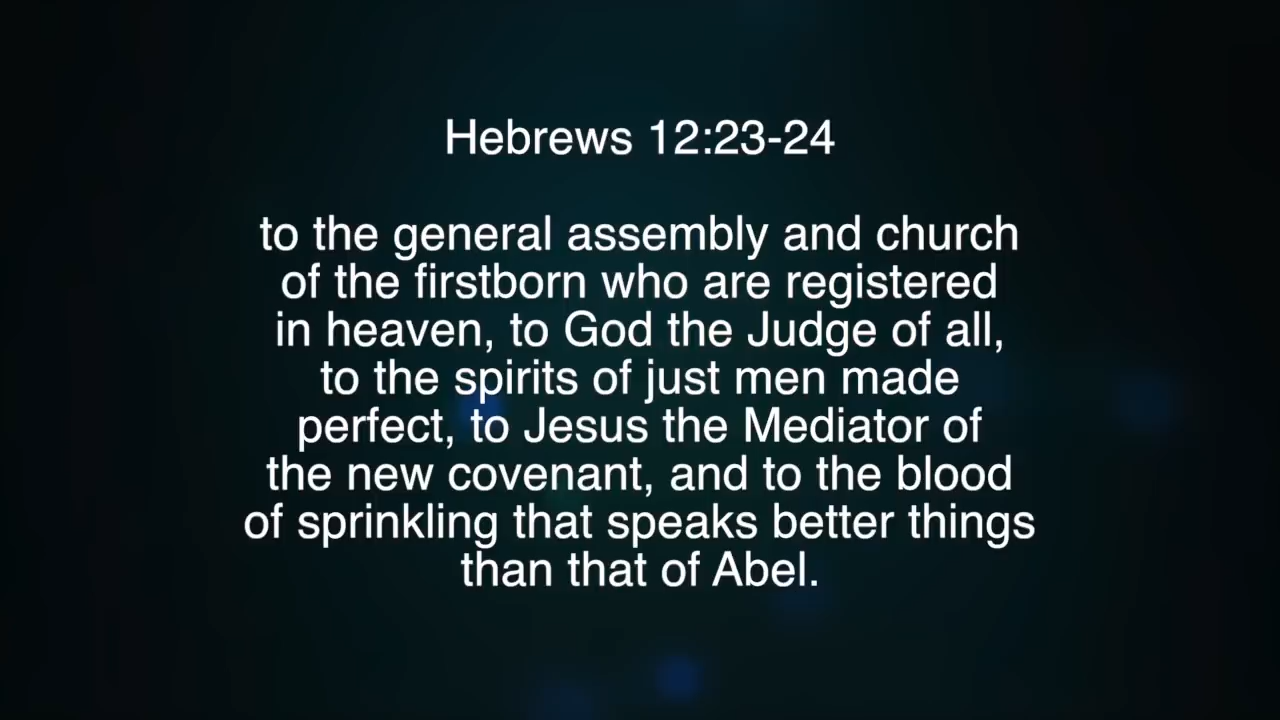 Hebrews 12:23-24
to the general assembly and church
of the firstborn who are registered
in heaven, to God the Judge of all,
to the spirits of just men made
perfect, to Jesus the Mediator of
the new covenant, and to the blood
of sprinkling that speaks better things
than that of Abel.